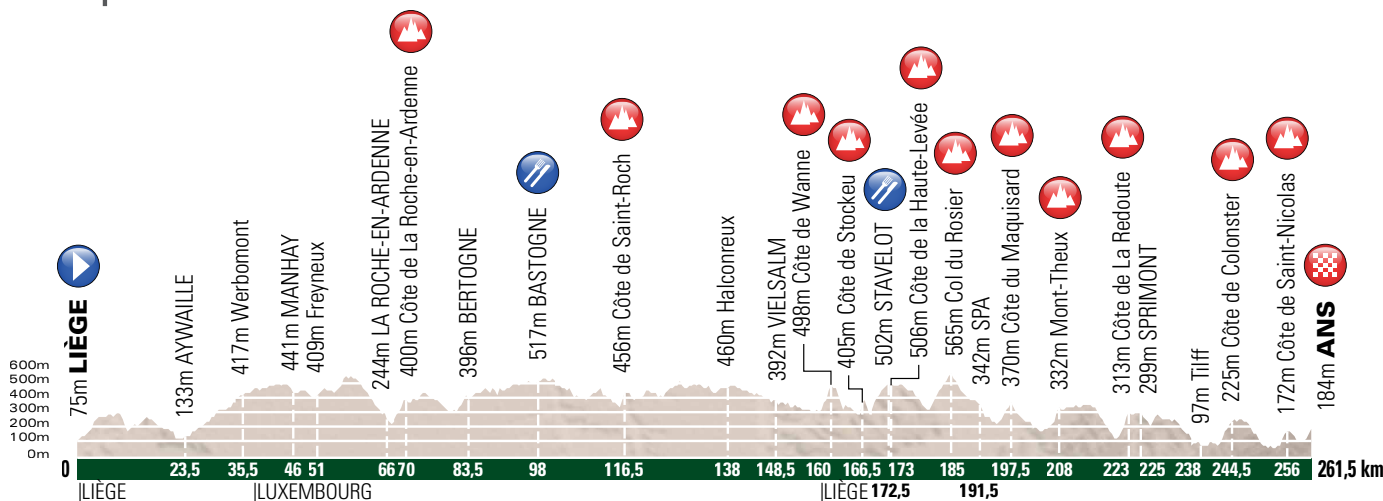 75m LIÈGE
133m AYWAILLE
417m Werbomont
441m MANHAY
409m Freyneux
244m LA ROCHE-EN-ARDENNE
400m Côte de La Roche-en-Ardenne
396m BERTOGNE
517m BASTOGNE
456m Côte de Saint-Roch
460m Halconreux
392m VIELSALM
498m Côte de Wanne
405m Côte de Stockeu
502m STAVELOT
506m Côte de la Haute-Levée
565m Col du Rosier
342m SPA
370m Côte du Maquisard
332m Mont-Theux
313m Côte de La Redoute
299m SPRIMONT
97m Tilff
225m Côte de Colonster
172m Côte de Saint-Nicolas
184m ANS
600m
500m
400m
300m
200m
100m
0m
0 23,5 35,5 46 51 66 70 83,5 98 116,5 138 148,5 160 166,5 173 185 197,5 208 223 225 238 244,5 256 261,5 km
|LIÈGE |LUXEMBOURG |LIÈGE 172,5 191,5